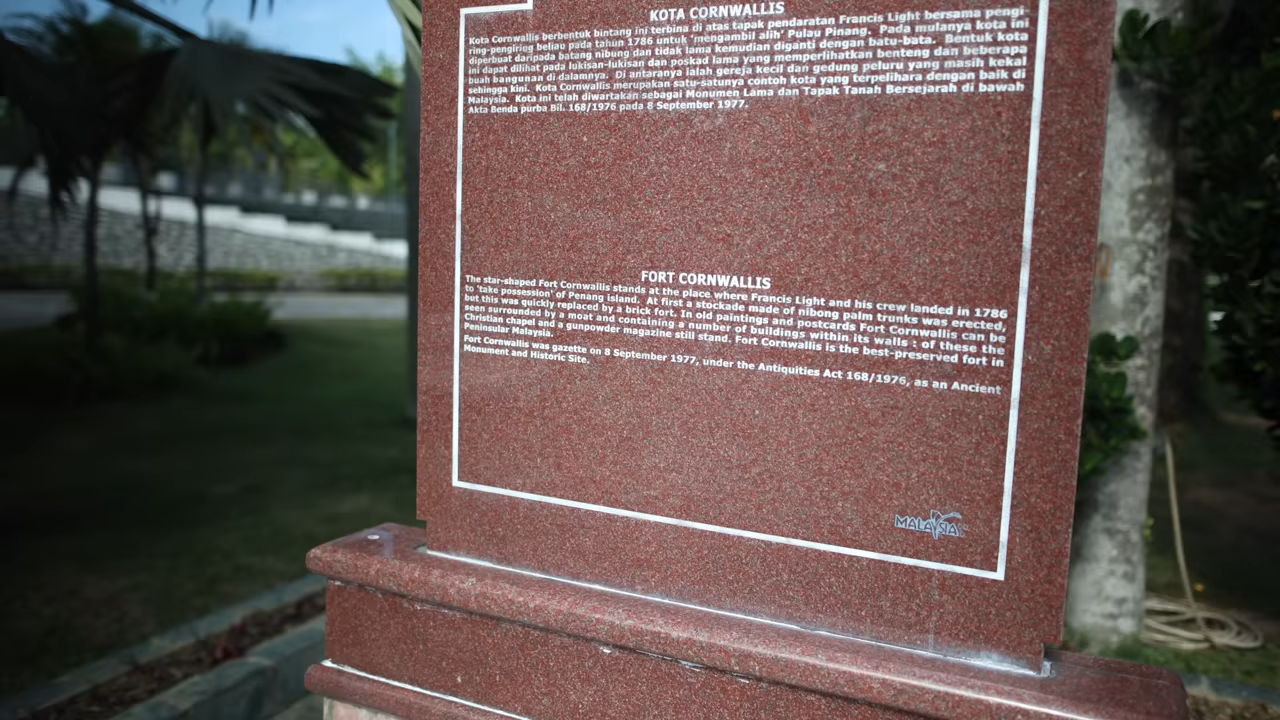 KOTA CORNWALLIS
Kota Cornwallis berbentuk bintang ini terbina di atas tapak pendaratan Francis Light bersama pengi-
ring-pengiring beliau pada tahun 1786 untuk 'mengambil alih' Pulau Pinang. Pada mulanya kota ini
diperbuat daripada batang nibung dan tidak lama kemudian diganti dengan batu-bata. Bentuk kota
ini dapat dilihat pada lukisan-lukisan dan poskad lama yang memperlihatkan benteng dan beberapa
buah bangunan di dalamnya. Di antaranya ialah gereja kecil dan gedung peluru yang masih kekal
sehingga kini. Kota Cornwallis merupakan satu-satunya contoh kota yang terpelihara dengan baik di
Malaysia. Kota ini telah diwartakan sebagai Monumen Lama dan Tapak Tanah Bersejarah di bawah
Akta Benda purba Bil. 168/1976 pada 8 September 1977.
FORT CORNWALLIS
The star-shaped Fort Cornwallis stands at the place where Francis Light and his crew landed in 1786
to 'take possession' of Penang island. At first a stockade made of nibong palm trunks was erected,
but this was quickly replaced by a brick fort. In old paintings and postcards Fort Cornwallis can be
seen surrounded by a moat and containing a number of buildings within its walls : of these the
Christian chapel and a gunpowder magazine still stand. Fort Cornwallis is the best-preserved fort in
Peninsular Malaysia.
Fort Cornwallis was gazette on 8 September 1977, under the Antiquities Act 168/1976, as an Ancient
Monument and Historic Site.
MALAYSIA